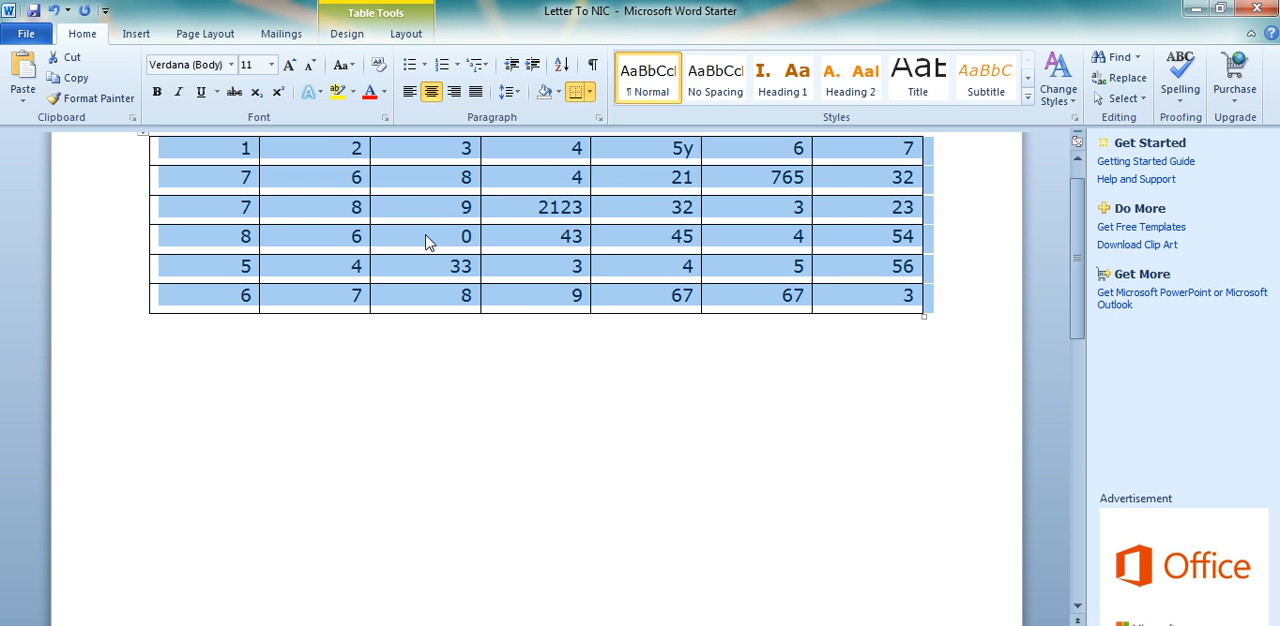 Table Tools
Letter To NIC - Microsoft Word Starter
File
Home
Insert
Page Layout
Mailings
Design
Layout
Paste
Cut
Copy
Format Painter
Clipboard
Verdana (Body)
11
Font
Paragraph
AaBbCcl
¶ Normal
AaBbCcl
No Spacing
I. Aa
Heading 1
A. Aal
Heading 2
Aat
Title
AaBbCc
Subtitle
Change
Styles
Styles
Find
Replace
Select
Editing
ABC
Spelling
Proofing
Purchase
Upgrade
1 2 3 4 5y 6 7
7 6 8 4 21 765 32
7 8 9 2123 32 3 23
8 6 0 43 45 4 54
5 4 33 3 4 5 56
6 7 8 9 67 67 3
Get Started
Getting Started Guide
Help and Support
Do More
Get Free Templates
Download Clip Art
Get More
Get Microsoft PowerPoint or Microsoft
Outlook
Advertisement
Office